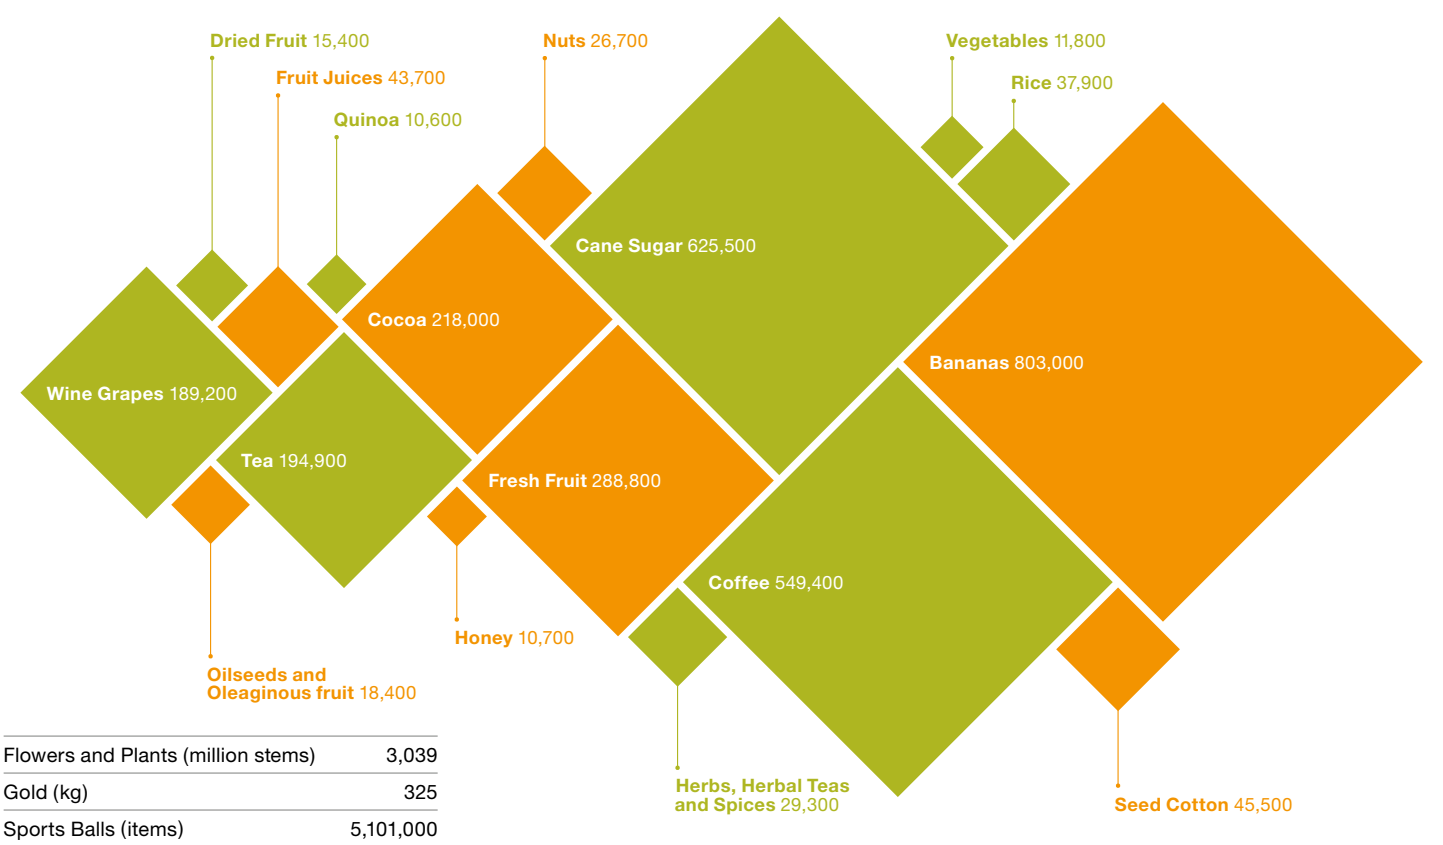 Dried Fruit 15,400
Nuts 26,700
Vegetables 11,800
Fruit Juices 43,700
Rice 37,900
Quinoa 10,600
Cane Sugar 625,500
Cocoa 218,000
Bananas 803,000
Wine Grapes 189,200
Tea 194,900
Fresh Fruit 288,800
Coffee 549,400
Honey 10,700
Oilseeds and
Oleaginous fruit 18,400
Herbs, Herbal Teas
and Spices 29,300
Seed Cotton 45,500
Flowers and Plants (million stems) 3,039
Gold (kg) 325
Sports Balls (items) 5,101,000